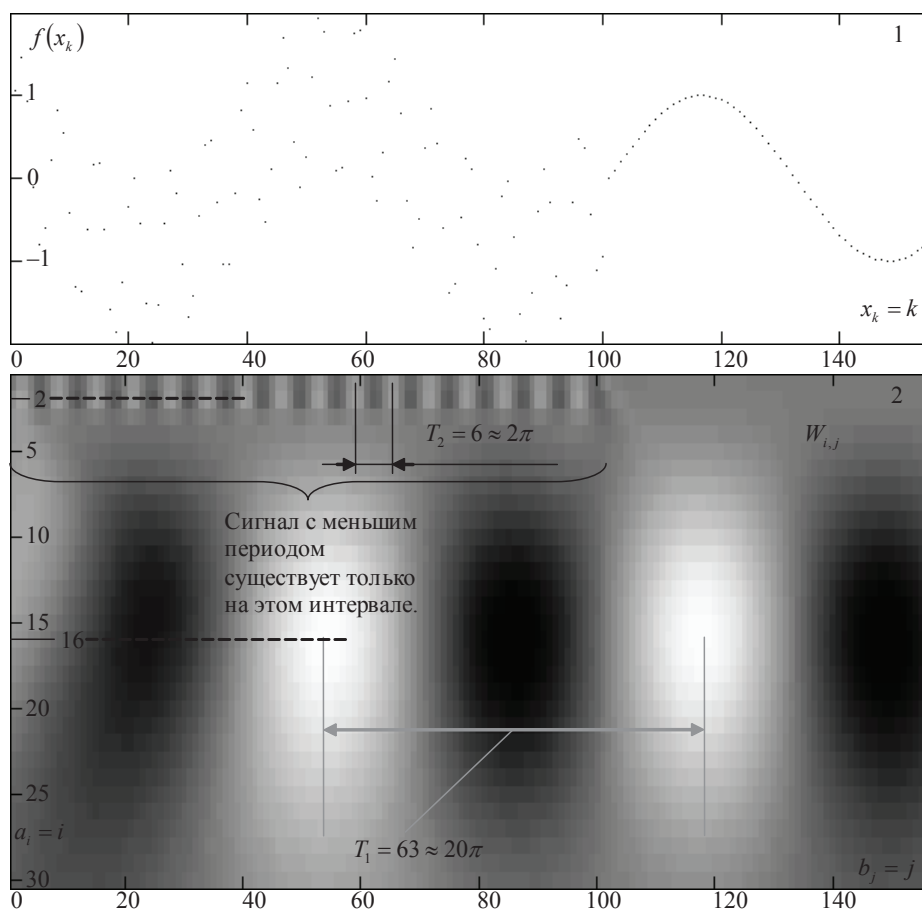 f(x_k)
1
1
0
−1
x_k = k
0 20 40 60 80 100 120 140
2
2
T_2 = 6 ≈ 2π
W_{i,j}
5
Сигнал с меньшим
периодом
существует только
на этом интервале.
10
15
16
20
25
a_i = i
T_1 = 63 ≈ 20π
b_j = j
30
0 20 40 60 80 100 120 140